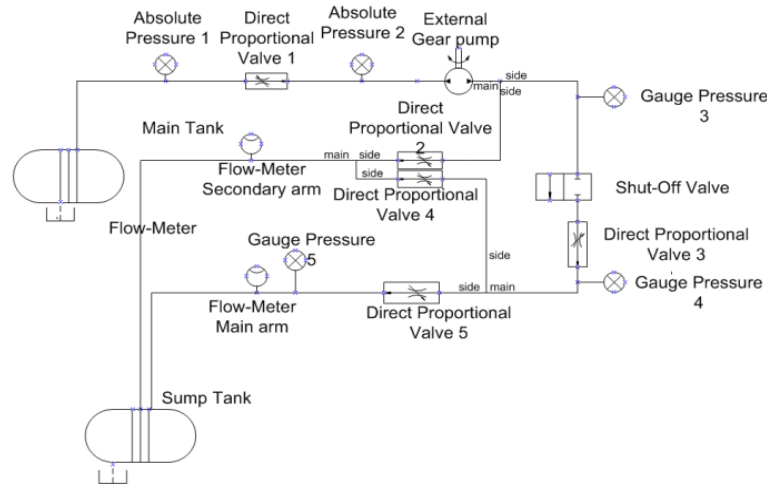 Absolute
Pressure 1
Direct
Proportional
Valve 1
Absolute
Pressure 2
External
Gear pump
main
side
side
Gauge Pressure
3
Main Tank
Direct
Proportional Valve
2
Flow-Meter
Secondary arm
main
side
side
Direct Proportional
Valve 4
Shut-Off Valve
Flow-Meter
Gauge Pressure
5
side
Direct Proportional
Valve 3
Flow-Meter
Main arm
side
main
Direct Proportional
Valve 5
Gauge Pressure
4
Sump Tank